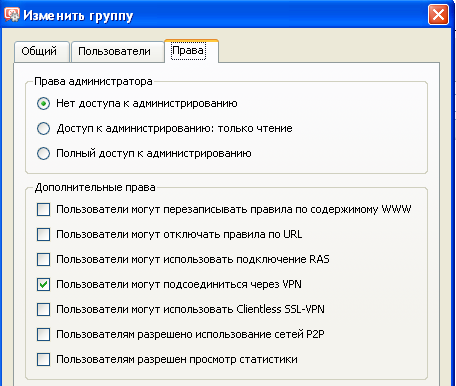 Изменить группу
Общий Пользователи Права
Права администратора
Нет доступа к администрированию
Доступ к администрированию: только чтение
Полный доступ к администрированию
Дополнительные права
Пользователи могут перезаписывать правила по содержимому WWW
Пользователи могут отключать правила по URL
Пользователи могут использовать подключение RAS
Пользователи могут подсоединиться через VPN
Пользователи могут использовать Clientless SSL-VPN
Пользователям разрешено использование сетей P2P
Пользователям разрешен просмотр статистики